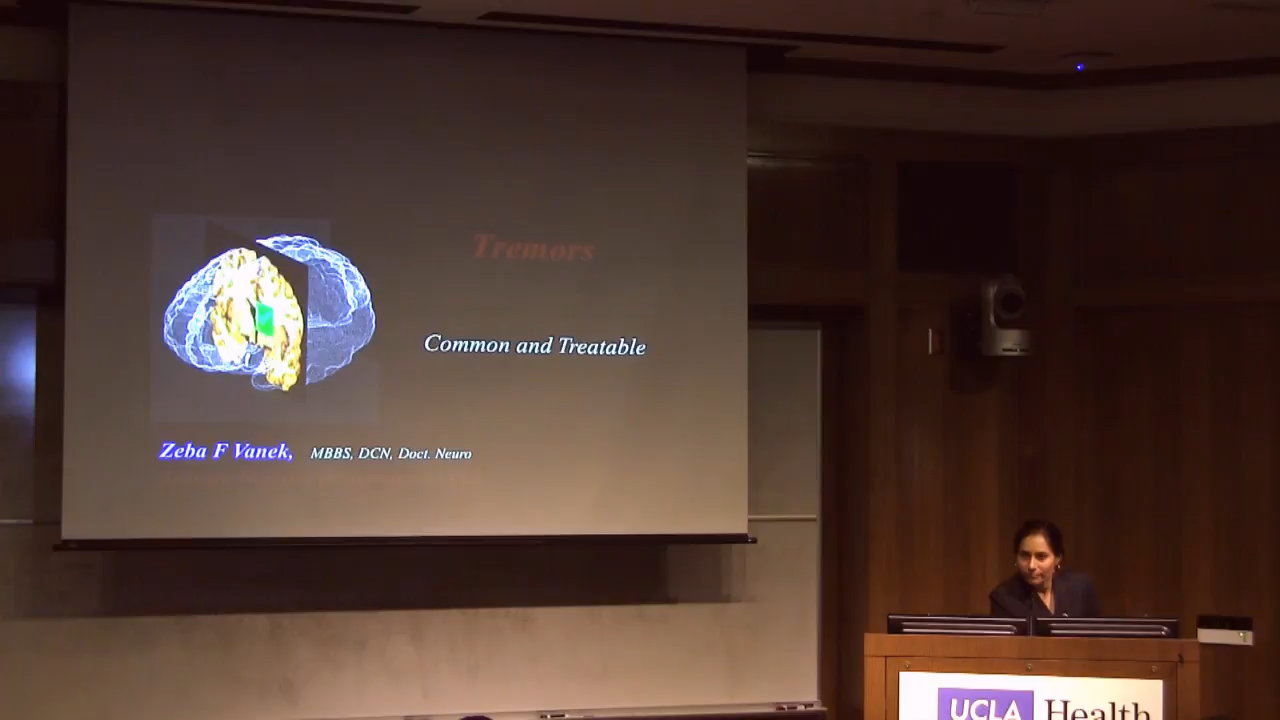 Tremors
Common and Treatable
Zeba F Vanek, MBBS, DCN, Doct. Neuro
UCLA Health